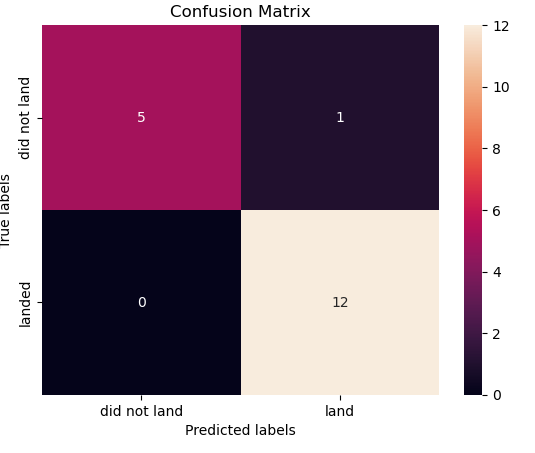 Confusion Matrix
True labels
did not land
landed
5
1
0
12
did not land
land
Predicted labels
12
10
8
6
4
2
0